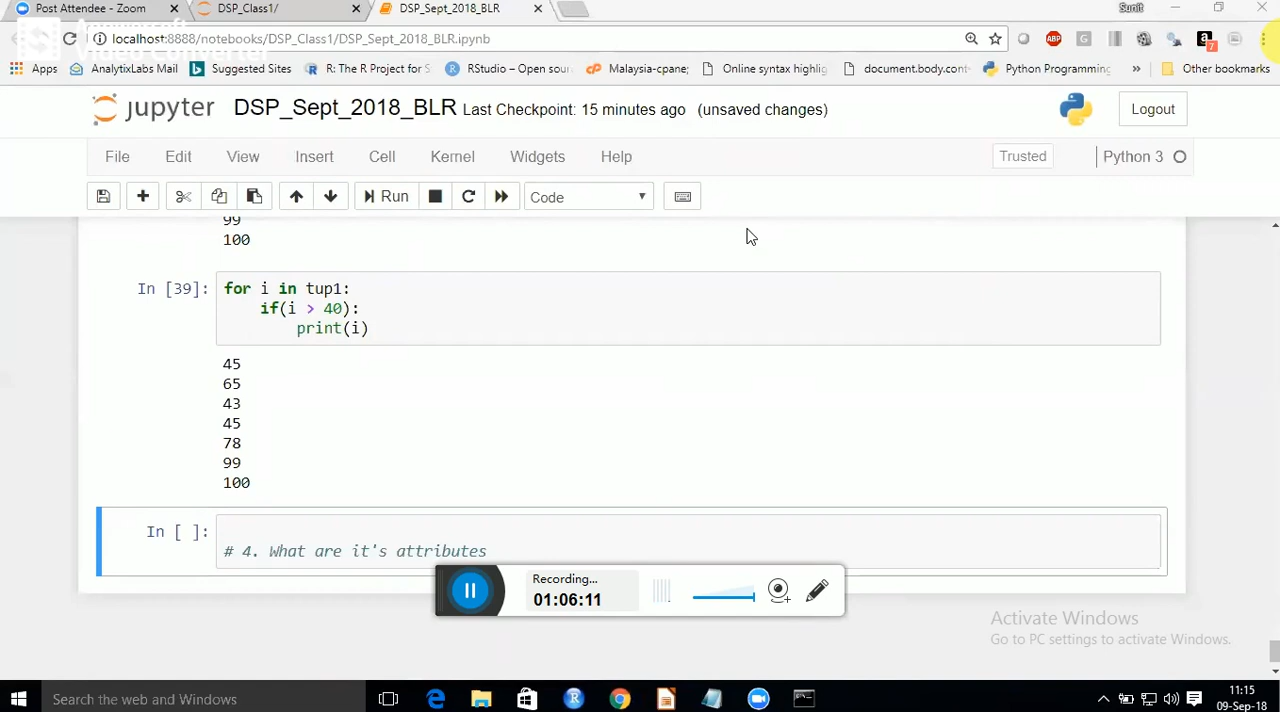 Post Attendee - Zoom
DSP_Class1/
DSP_Sept_2018_BLR
Sunit
localhost:8888/notebooks/DSP_Class1/DSP_Sept_2018_BLR.ipynb
Video Converter
Apps
AnalytixLabs Mail
Suggested Sites
R: The R Project for S
RStudio – Open sour
Malaysia-cpane;
Online syntax highlig
document.body.cont
Python Programming
»
Other bookmarks
jupyter
DSP_Sept_2018_BLR
Last Checkpoint: 15 minutes ago
(unsaved changes)
Logout
File
Edit
View
Insert
Cell
Kernel
Widgets
Help
Trusted
Python 3
Run
Code
99
100
In [39]:
for i in tup1:
if(i > 40):
print(i)
45
65
43
45
78
99
100
In [ ]:
# 4. What are it's attributes
Recording...
01:06:11
Activate Windows
Go to PC settings to activate Windows.
Search the web and Windows
11:15
09-Sep-18